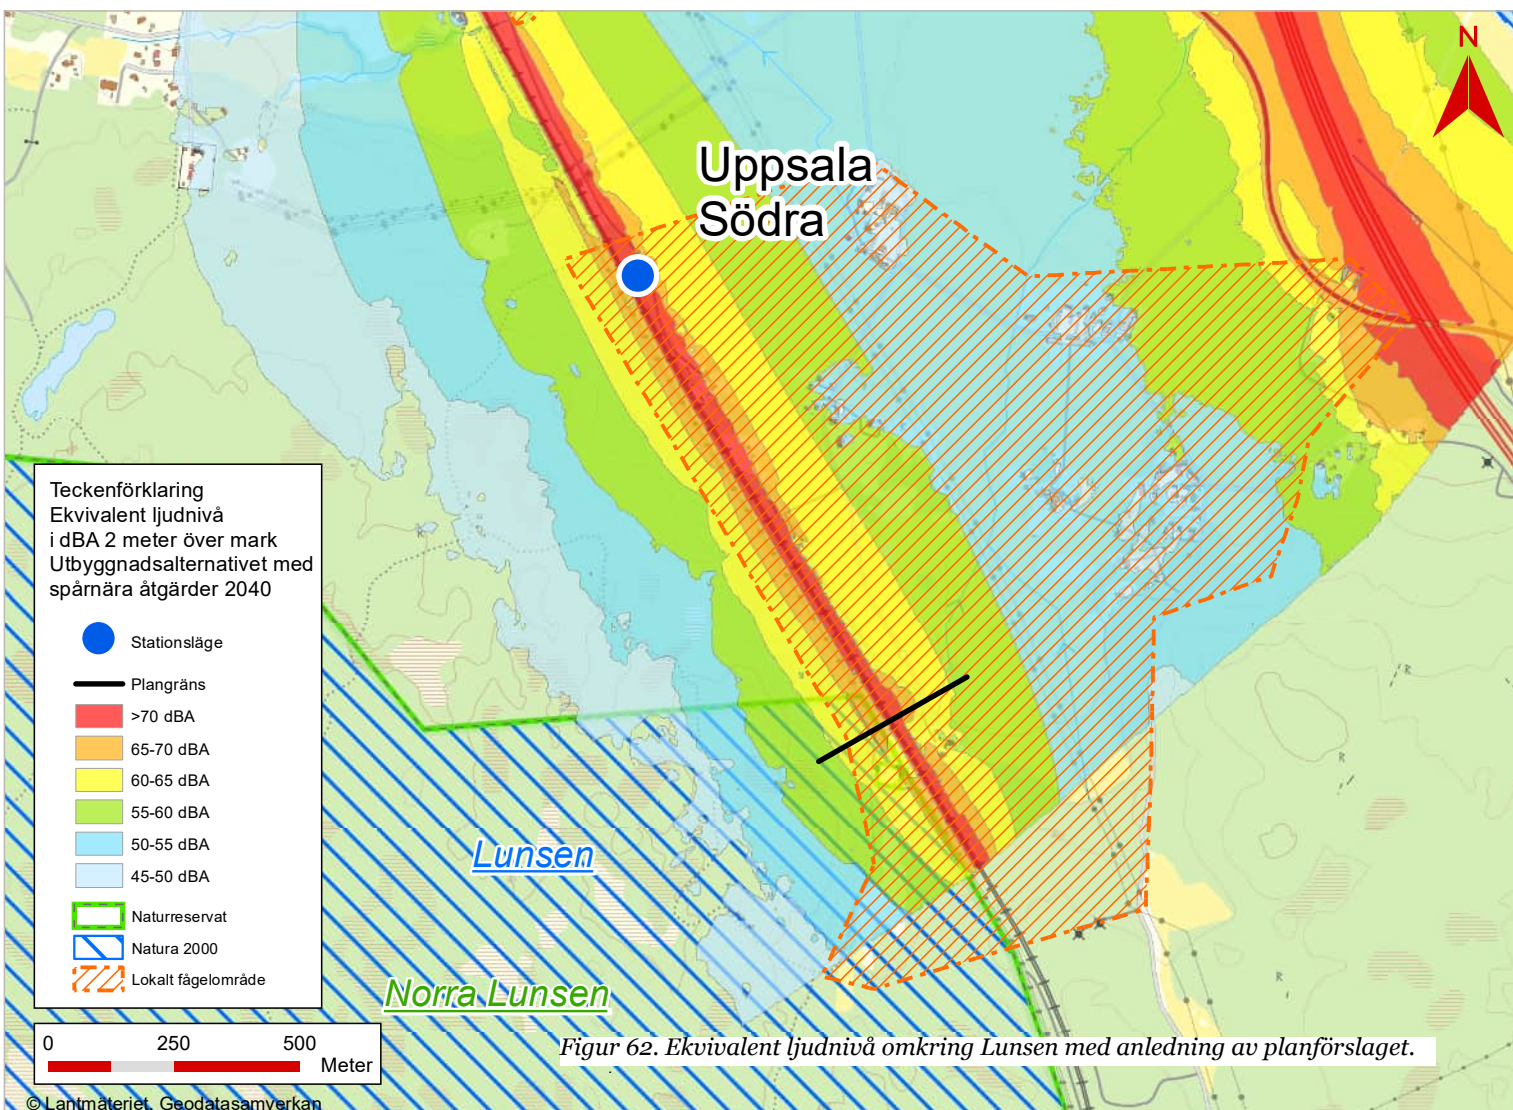 N
Uppsala
Södra
Teckenförklaring
Ekvivalent ljudnivå
i dBA 2 meter över mark
Utbyggnadsalternativet med
spårnära åtgärder 2040
Stationsläge
Plangräns
>70 dBA
65-70 dBA
60-65 dBA
55-60 dBA
50-55 dBA
45-50 dBA
Naturreservat
Natura 2000
Lokalt fågelområde
Lunsen
Norra Lunsen
0 250 500
Meter
Figur 62. Ekvivalent ljudnivå omkring Lunsen med anledning av planförslaget.
© Lantmäteriet, Geodatasamverkan